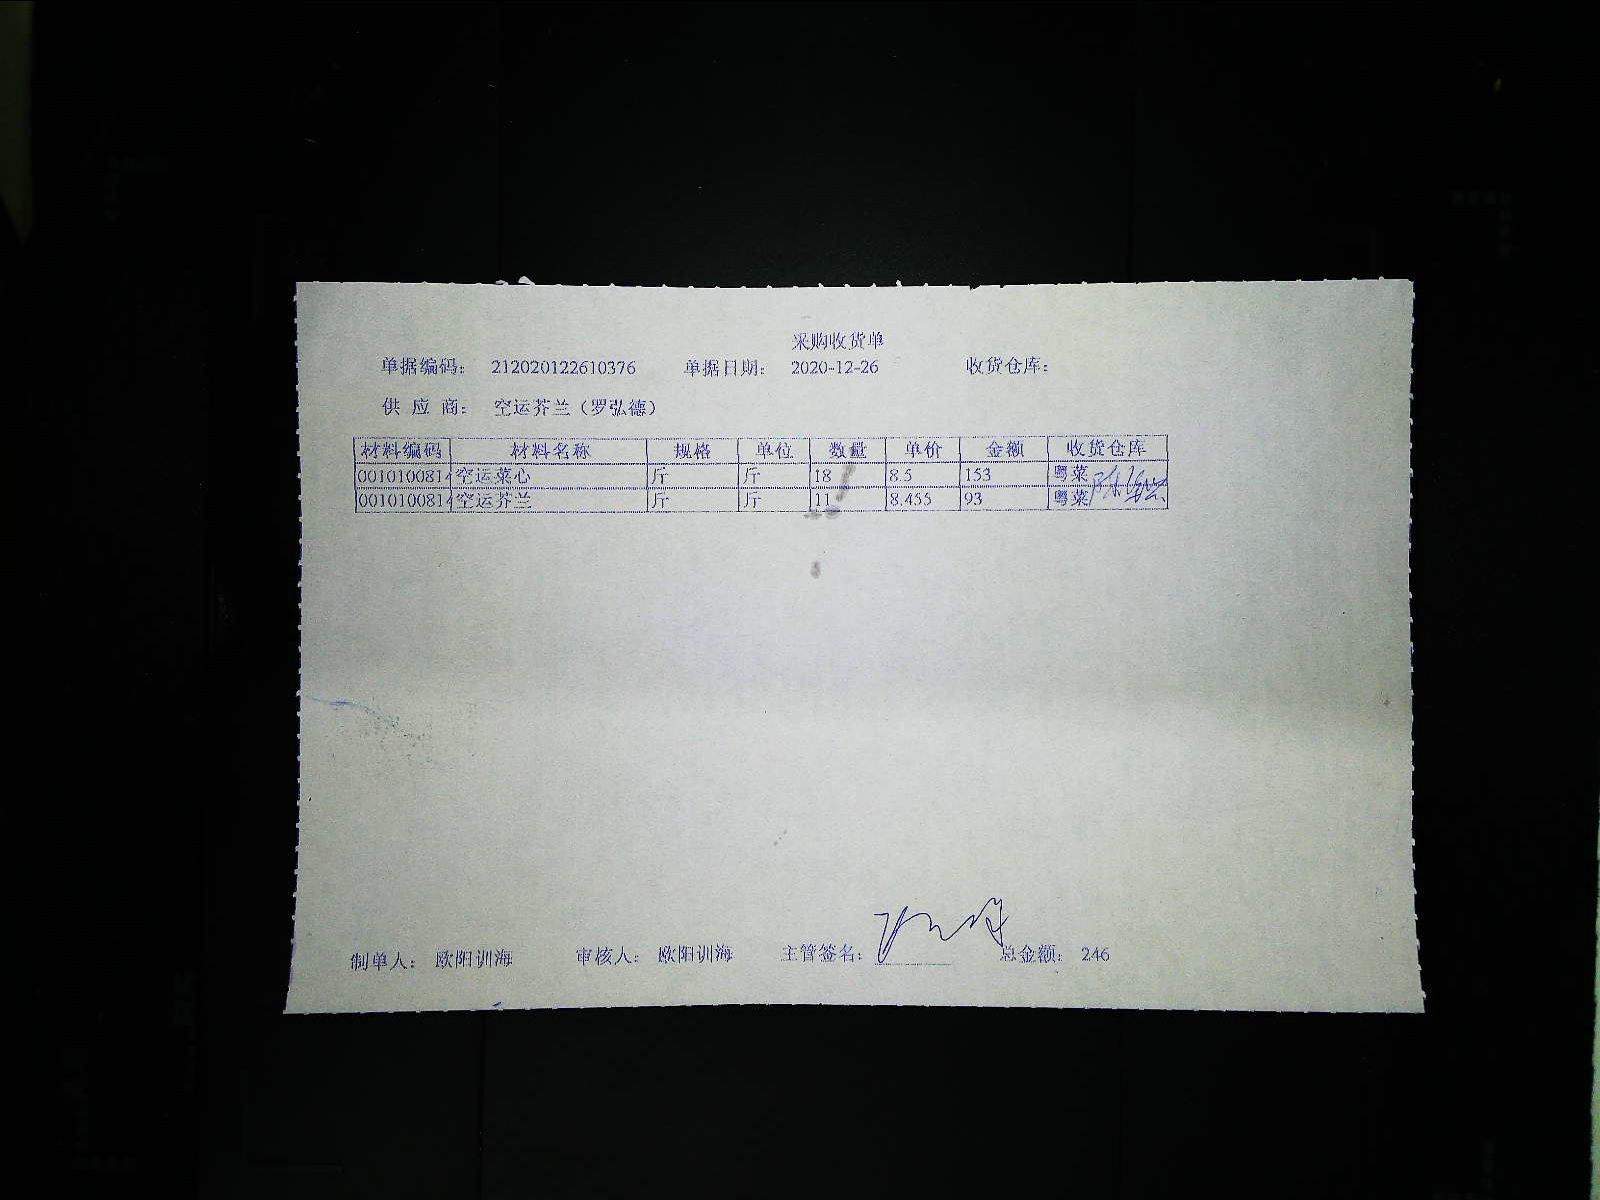 采购收货单
单据编码： 212020122610376 单据日期： 2020-12-26 收货仓库：
供 应 商： 空运芥兰（罗弘德）
材料编码 材料名称 规格 单位 数量 单价 金额 收货仓库
0010100814 空运菜心 斤 斤 18 8.5 153 粤菜
0010100814 空运芥兰 斤 斤 11 8.455 93 粤菜
制单人： 欧阳训海 审核人： 欧阳训海 主管签名： 总金额： 246